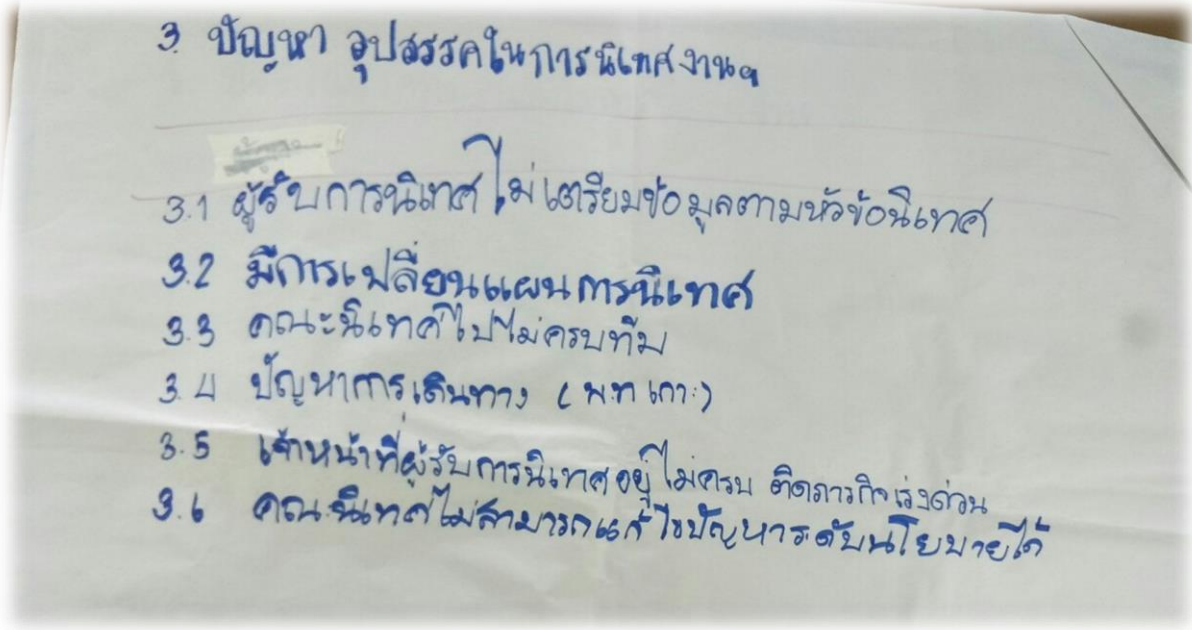 3. ปัญหา อุปสรรคในการนิเทศงานฯ
3.1 ผู้รับการนิเทศไม่เตรียมข้อมูลตามหัวข้อนิเทศ
3.2 มีการเปลี่ยนแผนการนิเทศ
3.3 คณะนิเทศไปไม่ครบทีม
3.4 ปัญหาการเดินทาง (พ.ท เกาะ)
3.5 เจ้าหน้าที่ผู้รับการนิเทศอยู่ไม่ครบ ติดภารกิจเร่งด่วน
3.6 คณะนิเทศไม่สามารถแก้ไขปัญหาระดับนโยบายได้